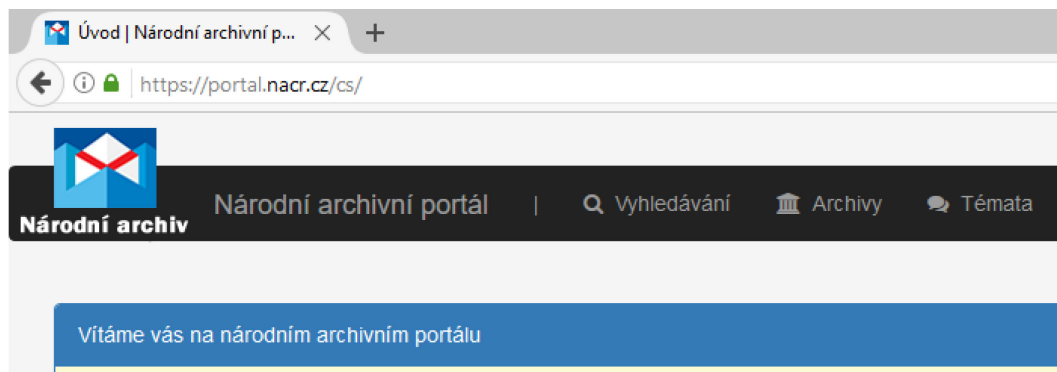 Úvod | Národní archivní p...
https://portal.nacr.cz/cs/
Národní archiv
Národní archivní portál | Vyhledávání Archivy Témata
Vítáme vás na národním archivním portálu